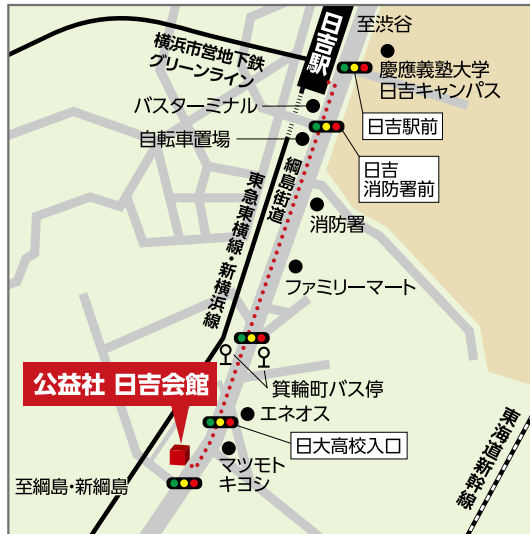 至渋谷
日吉駅
横浜市営地下鉄
グリーンライン
慶應義塾大学
日吉キャンパス
バスターミナル
日吉駅前
自転車置場
日吉
消防署前
綱島街道
東急東横線・新横浜線
消防署
ファミリーマート
公益社 日吉会館
箕輪町バス停
エネオス
日大高校入口
マツモト
キヨシ
至綱島・新綱島
東海道新幹線